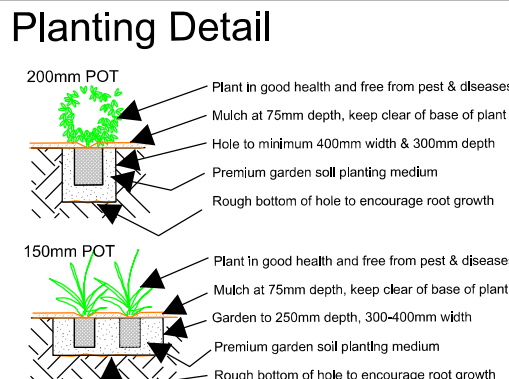 Planting Detail
200mm POT
Plant in good health and free from pest & diseases
Mulch at 75mm depth, keep clear of base of plant
Hole to minimum 400mm width & 300mm depth
Premium garden soil planting medium
Rough bottom of hole to encourage root growth
150mm POT
Plant in good health and free from pest & diseases
Mulch at 75mm depth, keep clear of base of plant
Garden to 250mm depth, 300-400mm width
Premium garden soil planting medium
Rough bottom of hole to encourage root growth